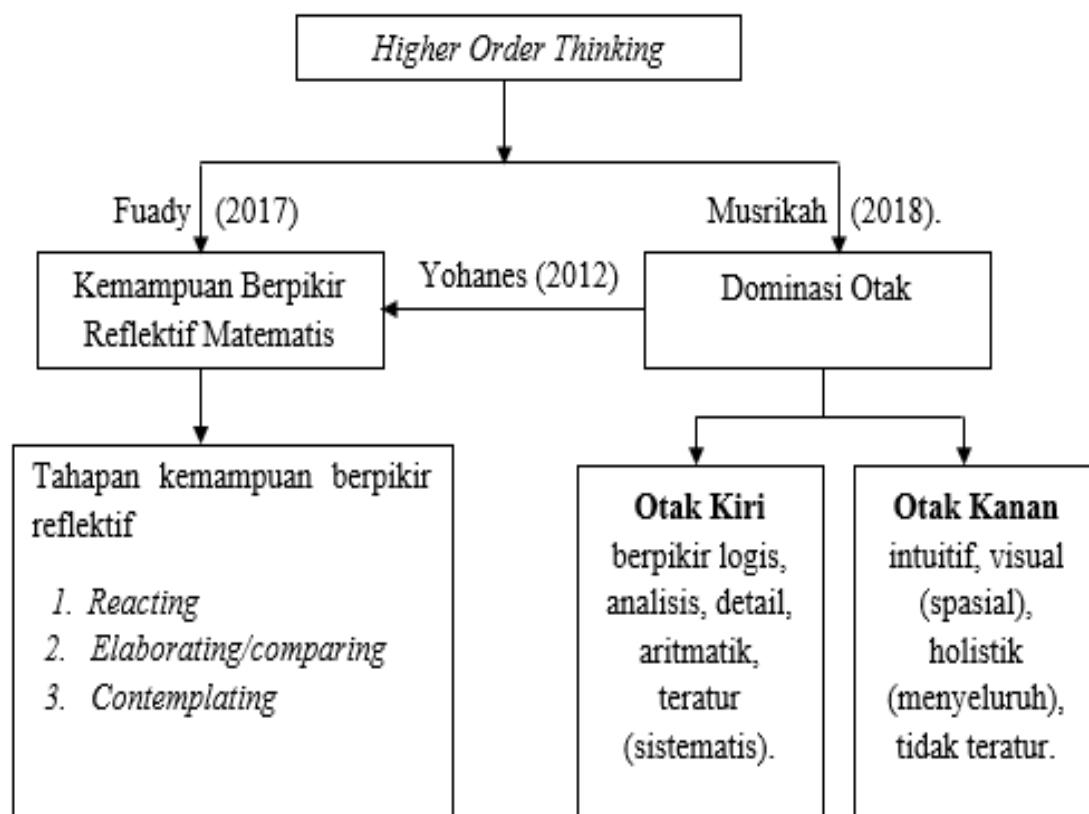 Higher Order Thinking
Fuady (2017)
Musrikah (2018).
Kemampuan Berpikir
Reflektif Matematis
Yohanes (2012)
Dominasi Otak
Tahapan kemampuan berpikir
reflektif
1. Reacting
2. Elaborating/comparing
3. Contemplating
Otak Kiri
berpikir logis,
analisis, detail,
aritmatik,
teratur
(sistematis).
Otak Kanan
intuitif, visual
(spasial),
holistik
(menyeluruh),
tidak teratur.